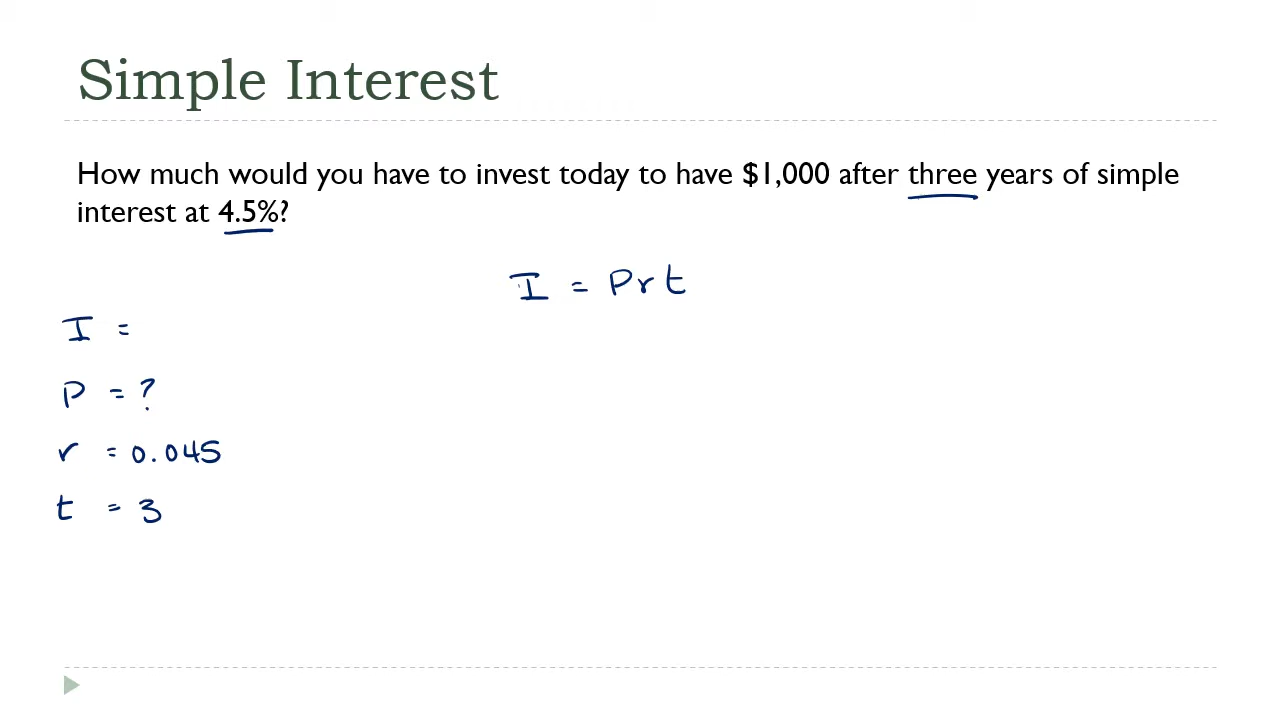 Simple Interest
How much would you have to invest today to have $1,000 after three years of simple
interest at 4.5%?
I = Prt
I =
P = ?
r = 0.045
t = 3